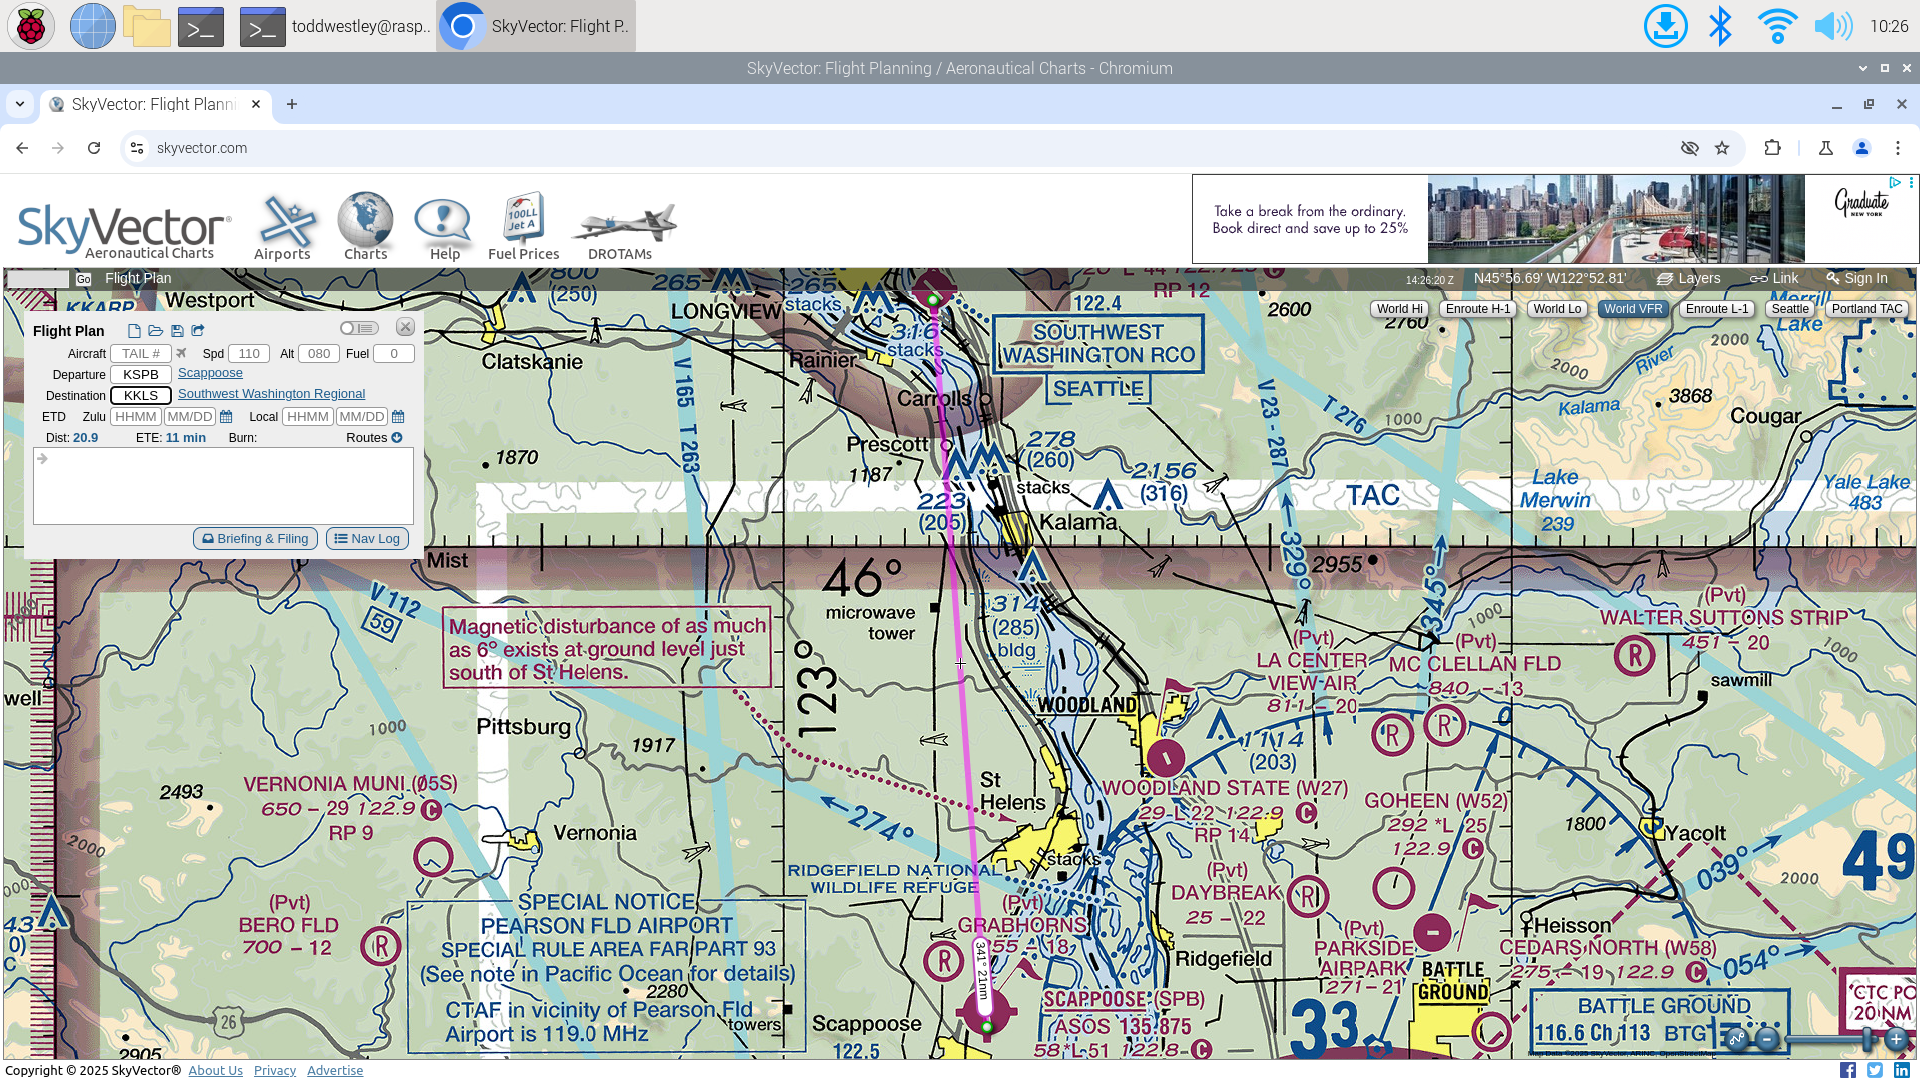 toddwestley@rasp..
SkyVector: Flight P..
10:26
SkyVector: Flight Planning / Aeronautical Charts - Chromium
SkyVector: Flight Planni
skyvector.com
SkyVector®
Aeronautical Charts
Airports
Charts
Help
100LL
Jet A
Fuel Prices
DROTAMs
Take a break from the ordinary.
Book direct and save up to 25%
Graduate
NEW YORK
Go
Flight Plan
14:26:20 Z
N45°56.69' W122°52.81'
Layers
Link
Sign In
World Hi
Enroute H-1
World Lo
World VFR
Enroute L-1
Seattle
Portland TAC
Flight Plan
Aircraft
TAIL #
Spd
110
Alt
080
Fuel
0
Departure
KSPB
Scappoose
Destination
KKLS
Southwest Washington Regional
ETD
Zulu
HHMM
MM/DD
Local
HHMM
MM/DD
Dist: 20.9
ETE: 11 min
Burn:
Routes
Briefing & Filing
Nav Log
KKARP
Westport
800
(250)
265
265
LONGVIEW
stacks
RP 12
122.4
2600
2760
Merrill
Lake
2000
Clatskanie
316
stacks
Rainier
SOUTHWEST
WASHINGTON RCO
SEATTLE
River
2000
Kalama
3868
Cougar
Carrolls
V 165 T 263
V 23 - 287
T 276
1000
Prescott
1187
278
(260)
1870
stacks
2156
(316)
TAC
Lake
Merwin
239
Yale Lake
483
223
(205)
Kalama
Mist
46°
329°
2955
345°
V 112
59
microwave
tower
314
(285)
bldg
1000
(Pvt)
WALTER SUTTONS STRIP
451 - 20
R
1000
Magnetic disturbance of as much
as 6° exists at ground level just
south of St Helens.
123°
(Pvt)
LA CENTER
VIEW AIR
811 - 20
(Pvt)
MC CLELLAN FLD
840 - 13
sawmill
well
Pittsburg
1000
1917
WOODLAND
R
R
0
1114
(203)
2493
VERNONIA MUNI (05S)
650 - 29 122.9 C
RP 9
St
Helens
WOODLAND STATE (W27)
29 L 22 122.9 C
RP 14
GOHEEN (W52)
292 *L 25
122.9 C
1800
Yacolt
49
2000
Vernonia
274°
stacks
RIDGEFIELD NATIONAL
WILDLIFE REFUGE
(Pvt)
DAYBREAK
25 - 22
R
039°
2000
(Pvt)
BERO FLD
700 - 12
R
SPECIAL NOTICE
PEARSON FLD AIRPORT
SPECIAL RULE AREA FAR PART 93
(See note in Pacific Ocean for details)
CTAF in vicinity of Pearson Fld
Airport is 119.0 MHz
(Pvt)
GRABHORNS
55 - 18
R
341° 21nm
Ridgefield
(Pvt)
PARKSIDE
AIRPARK
271 - 21
Heisson
CEDARS NORTH (W58)
275 - 19 122.9 C
054°
BATTLE
GROUND
2280
towers
26
2905
Scappoose
122.5
SCAPPOOSE (SPB)
ASOS 135.875
58 *L 51 122.8 C
33
BATTLE GROUND
116.6 Ch 113 BTG
CTC PO
20 NM
Copyright © 2025 SkyVector®
About Us
Privacy
Advertise